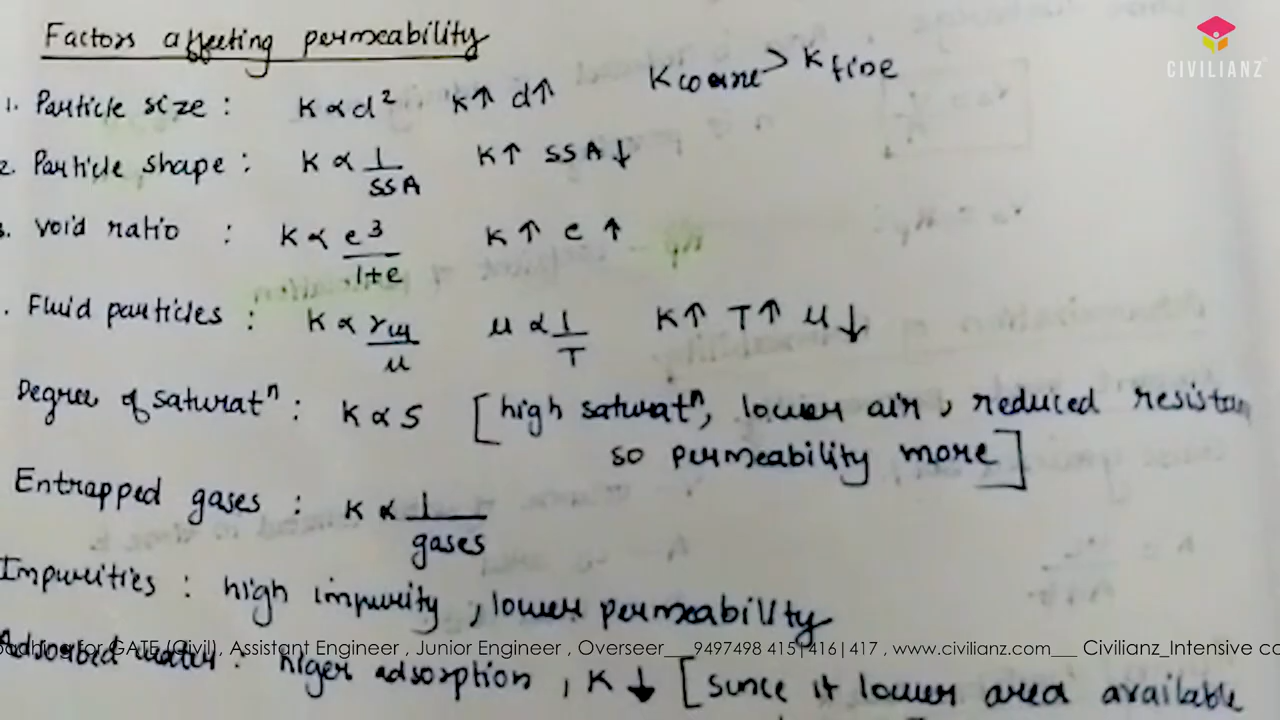 Factors affecting permeability
CIVILIANZ
1. Particle size : K ∝ d² K↑ d↑ K coarse > K fine
2. Particle shape : K ∝ 1/SSA K↑ SSA↓
3. Void ratio : K ∝ e³/1+e K↑ e↑
. Fluid particles : K ∝ γw/μ μ ∝ 1/T K↑ T↑ μ↓
Degree of saturatⁿ : K ∝ S [high saturatⁿ, lower air, reduced resistan
so permeability more]
Entrapped gases : K ∝ 1/gases
Impurities : high impurity, lower permeability
oaching for GATE (Civil), Assistant Engineer , Junior Engineer , Overseer___9497498 415|416|417 , www.civilianz.com___ Civilianz_Intensive co
Adsorbed water : higer adsorption, K↓ [since it lower area available